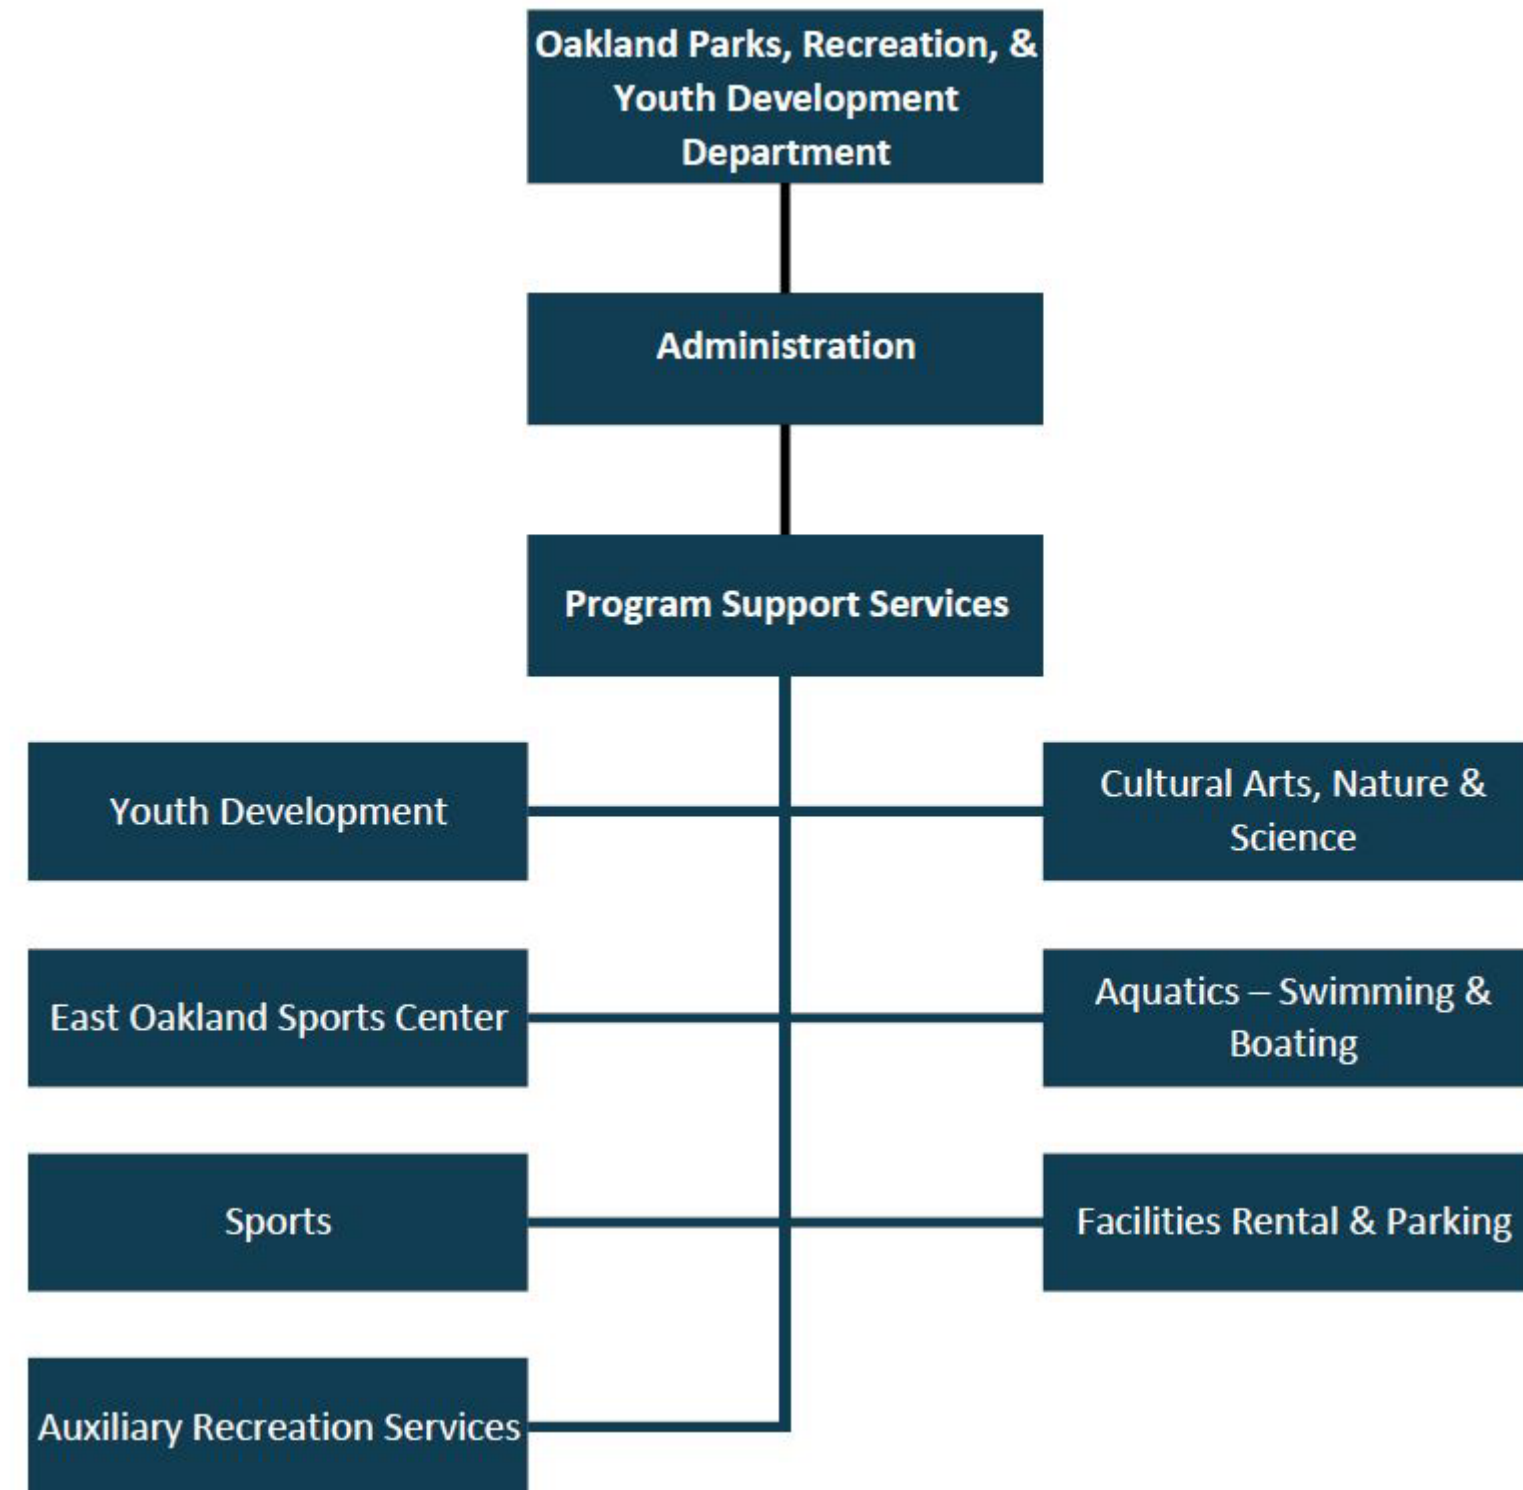 Oakland Parks, Recreation, &
Youth Development
Department
Administration
Program Support Services
Youth Development
Cultural Arts, Nature &
Science
East Oakland Sports Center
Aquatics – Swimming &
Boating
Sports
Facilities Rental & Parking
Auxiliary Recreation Services